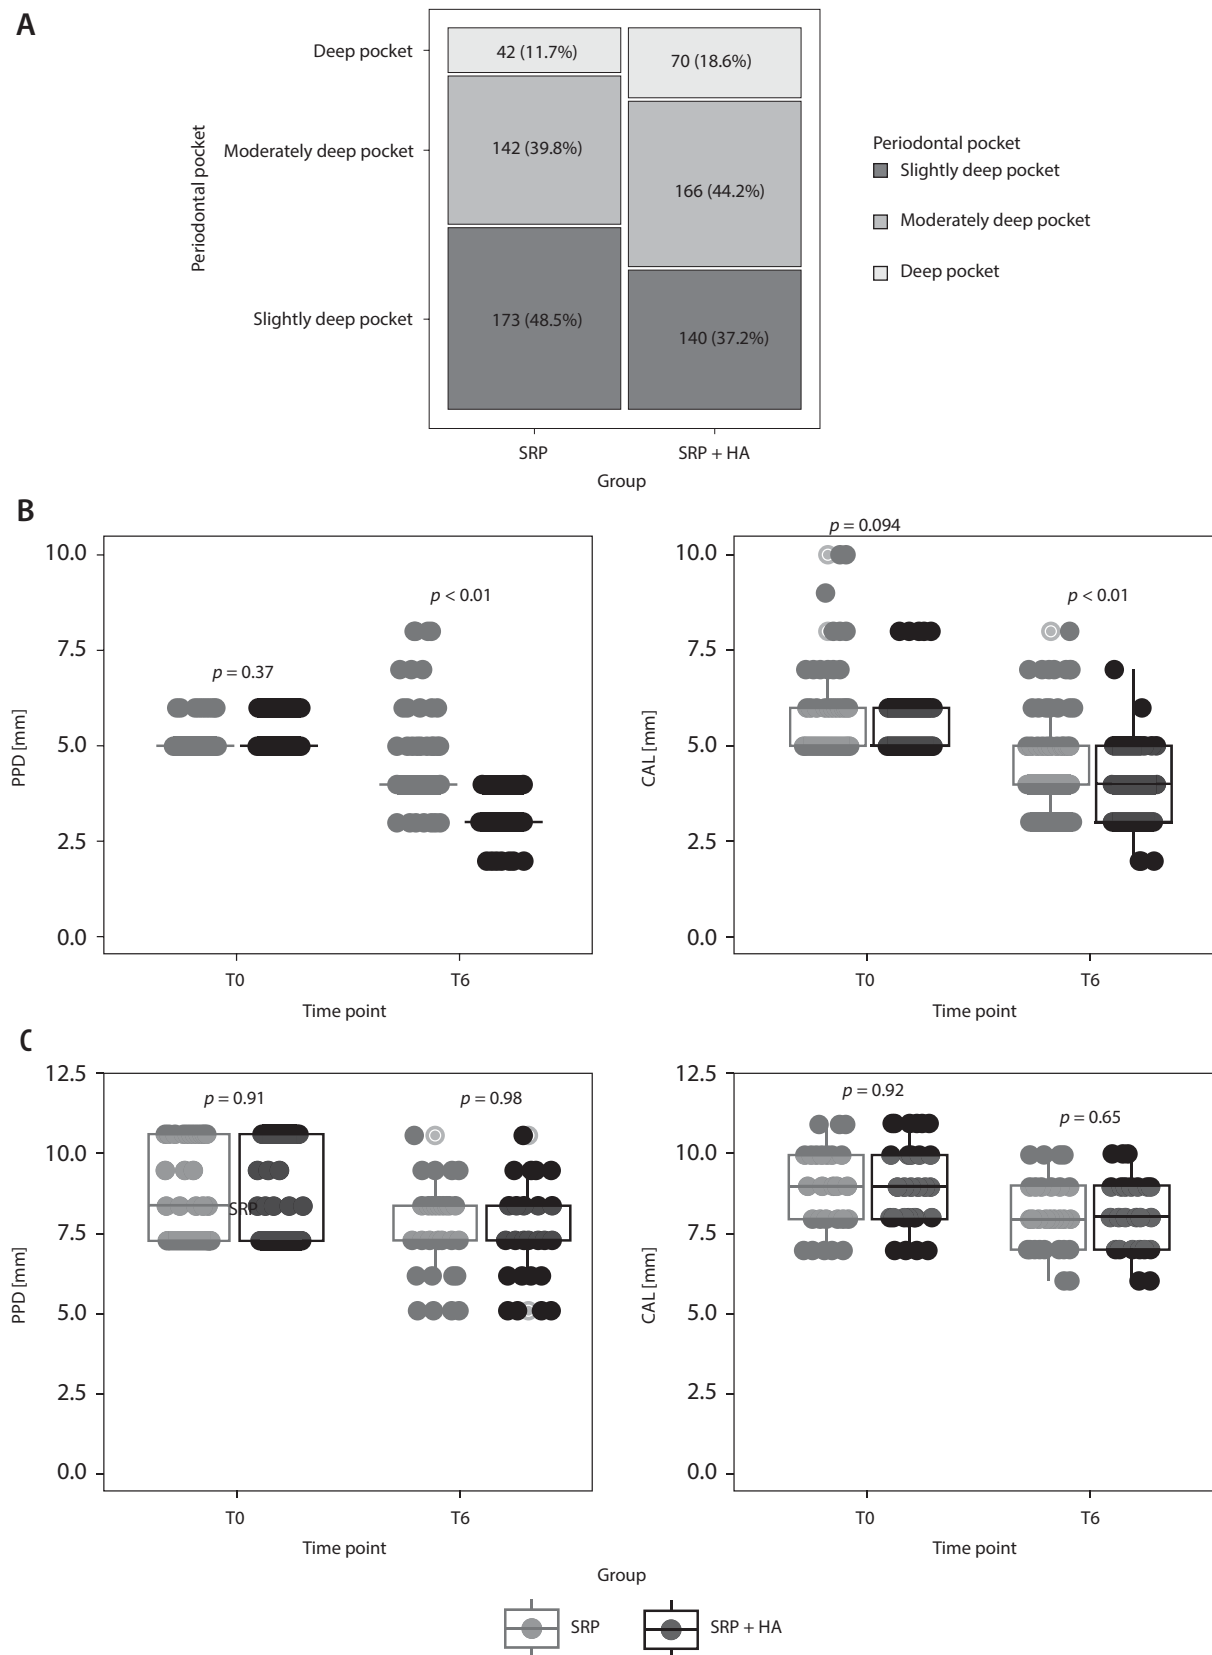 A
Deep pocket
42 (11.7%)
70 (18.6%)
Periodontal pocket
Moderately deep pocket
142 (39.8%)
166 (44.2%)
Slightly deep pocket
173 (48.5%)
140 (37.2%)
Periodontal pocket
Slightly deep pocket
Moderately deep pocket
Deep pocket
SRP
SRP + HA
Group
B
10.0
7.5
5.0
2.5
0.0
PPD [mm]
p = 0.37
p < 0.01
T0
T6
Time point
10.0
7.5
5.0
2.5
0.0
CAL [mm]
p = 0.094
p < 0.01
T0
T6
Time point
C
12.5
10.0
7.5
5.0
2.5
0.0
PPD [mm]
p = 0.91
p = 0.98
SRP
T0
T6
Time point
12.5
10.0
7.5
5.0
2.5
0.0
CAL [mm]
p = 0.92
p = 0.65
T0
T6
Time point
Group
SRP
SRP + HA